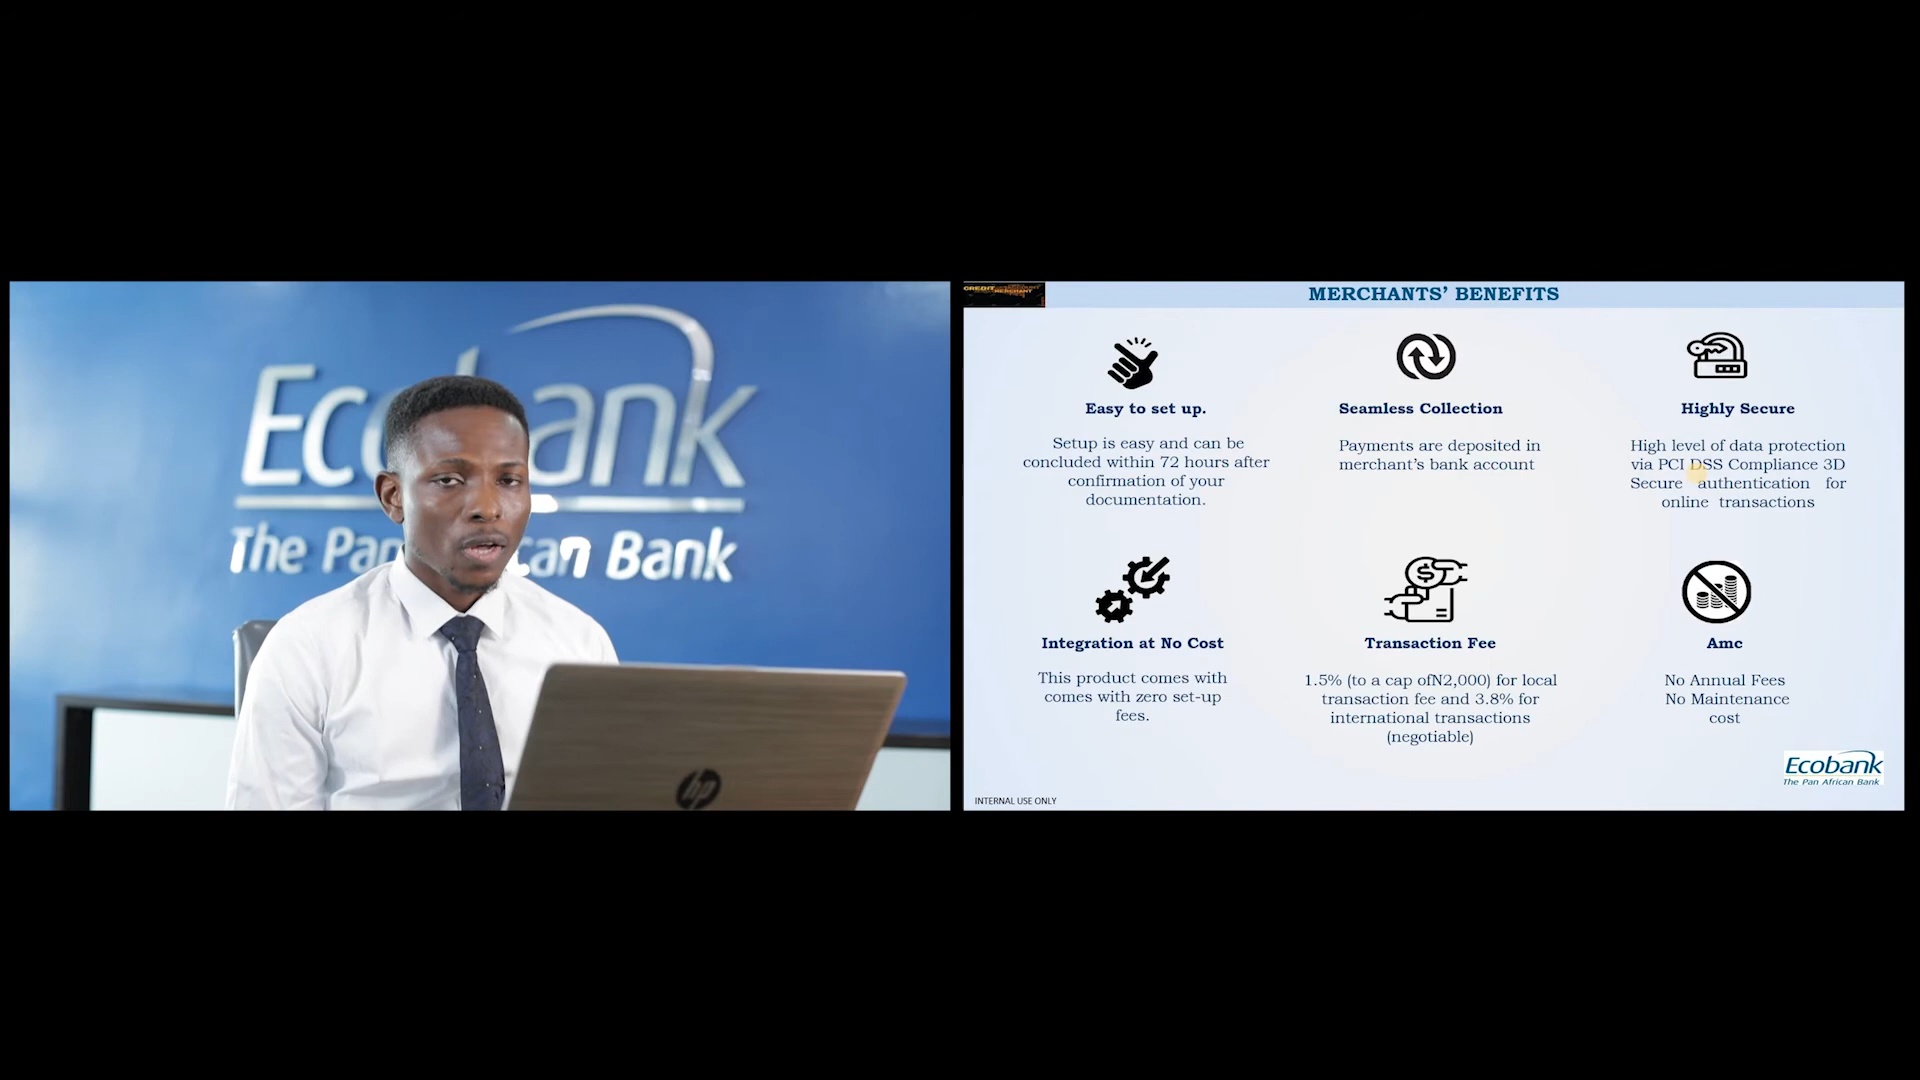 Ecobank
The Pan African Bank
hp
CREDIT
MERCHANT
MERCHANTS’ BENEFITS
Easy to set up.
Setup is easy and can be
concluded within 72 hours after
confirmation of your
documentation.
Seamless Collection
Payments are deposited in
merchant’s bank account
Highly Secure
High level of data protection
via PCI DSS Compliance 3D
Secure authentication for
online transactions
Integration at No Cost
This product comes with
comes with zero set-up
fees.
Transaction Fee
1.5% (to a cap ofN2,000) for local
transaction fee and 3.8% for
international transactions
(negotiable)
Amc
No Annual Fees
No Maintenance
cost
Ecobank
The Pan African Bank
INTERNAL USE ONLY